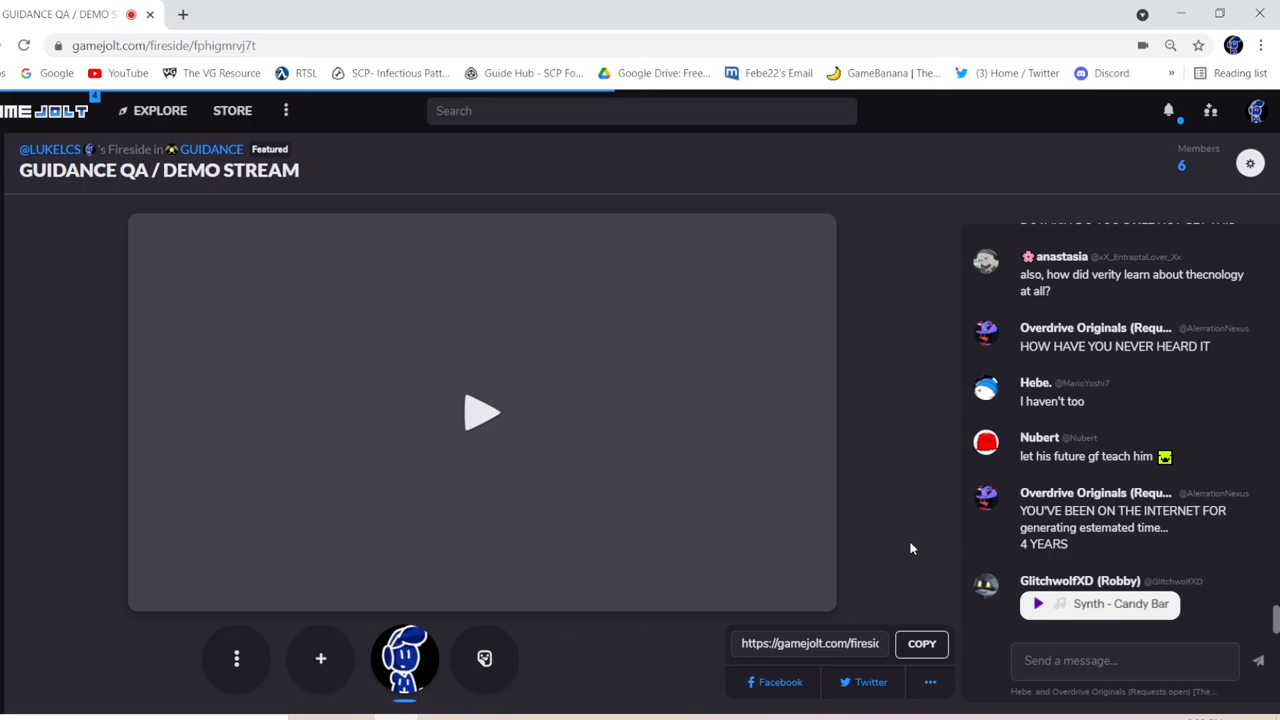 GUIDANCE QA / DEMO S
gamejolt.com/fireside/fphigmrvj7t
Google
YouTube
The VG Resource
RTSL
SCP- Infectious Patt...
Guide Hub - SCP Fo...
Google Drive: Free...
Febe22's Email
GameBanana | The...
(3) Home / Twitter
Discord
»
Reading list
4
ME JOLT
EXPLORE
STORE
Search
@LUKELCS 's Fireside in GUIDANCE Featured
GUIDANCE QA / DEMO STREAM
Members
6
anastasia @xX_EntraptaLover_Xx
also, how did verity learn about thecnology
at all?
Overdrive Originals (Requ... @AlerrationNexus
HOW HAVE YOU NEVER HEARD IT
Hebe. @MarioYoshi7
I haven't too
Nubert @Nubert
let his future gf teach him
Overdrive Originals (Requ... @AlerrationNexus
YOU'VE BEEN ON THE INTERNET FOR
generating estemated time...
4 YEARS
GlitchwolfXD (Robby) @GlitchwolfXD
Synth - Candy Bar
https://gamejolt.com/firesic
COPY
Facebook
Twitter
Send a message...
Hebe. and Overdrive Originals (Requests open) [The ...